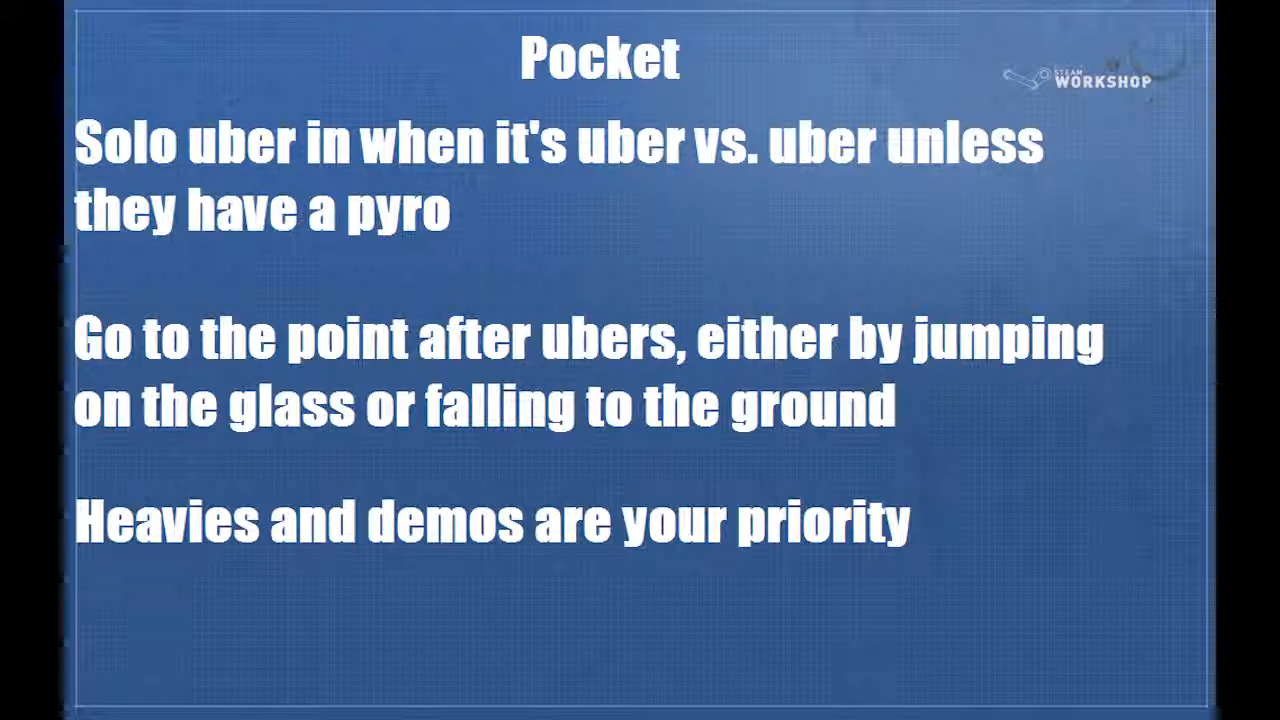 Pocket
STEAM
WORKSHOP
Solo uber in when it's uber vs. uber unless
they have a pyro
Go to the point after ubers, either by jumping
on the glass or falling to the ground
Heavies and demos are your priority